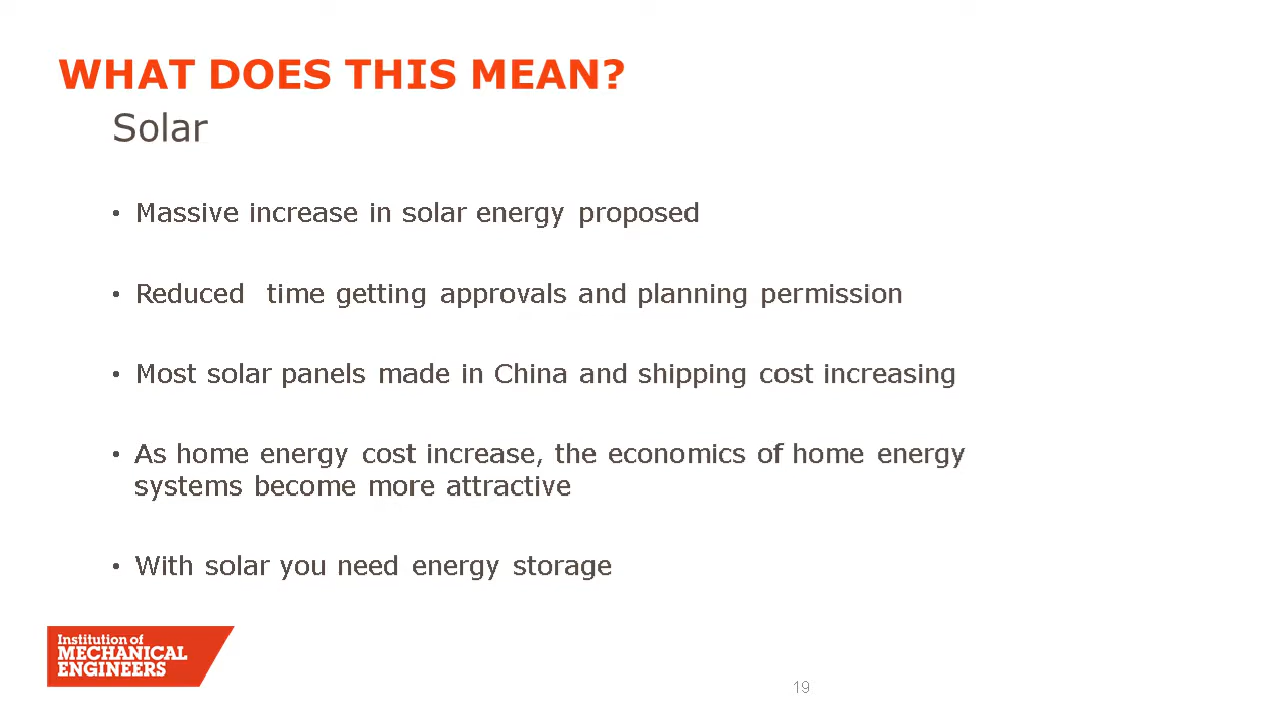 WHAT DOES THIS MEAN?
Solar
• Massive increase in solar energy proposed
• Reduced  time getting approvals and planning permission
• Most solar panels made in China and shipping cost increasing
• As home energy cost increase, the economics of home energy
systems become more attractive
• With solar you need energy storage
Institution of
MECHANICAL
ENGINEERS
19